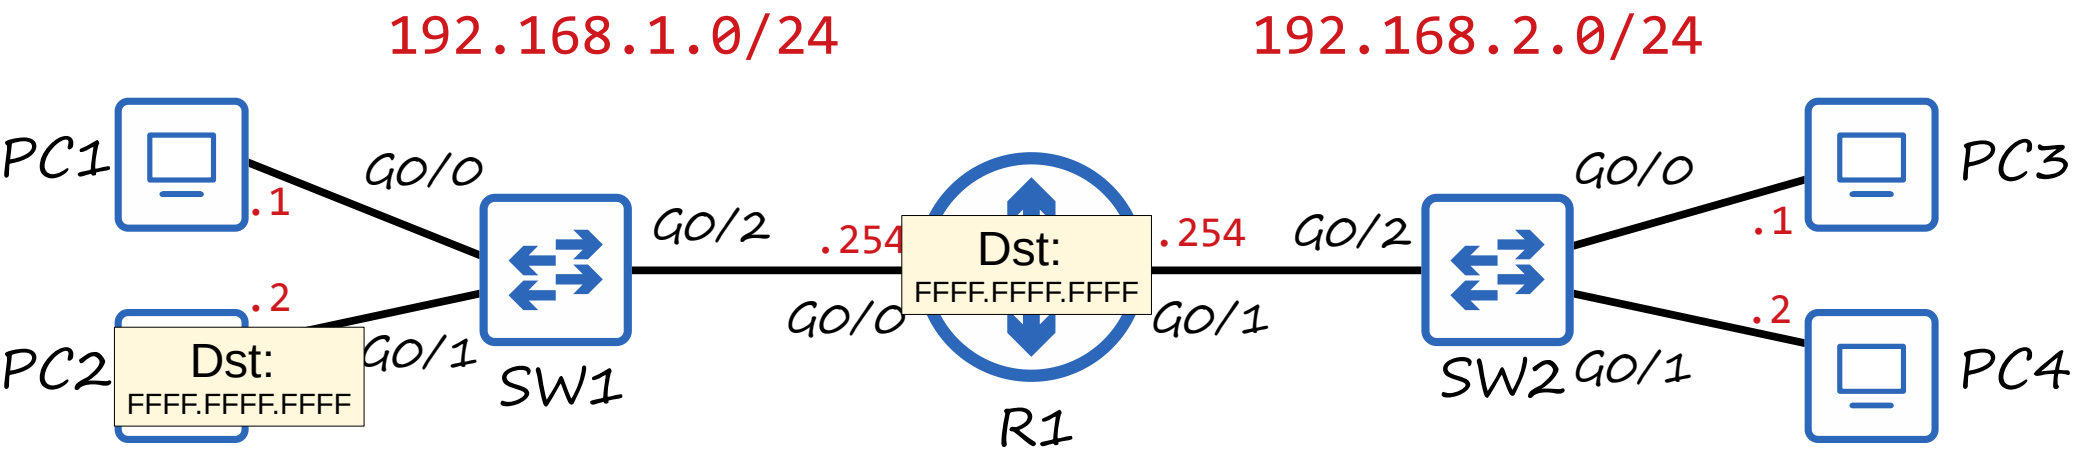 192.168.1.0/24
192.168.2.0/24
PC1
G0/0
.1
G0/2
.254
Dst:
FFFF.FFFF.FFFF
.254
G0/2
G0/0
.1
PC3
.2
G0/0
G0/1
.2
PC2
Dst:
FFFF.FFFF.FFFF
G0/1
SW1
R1
SW2
G0/1
PC4